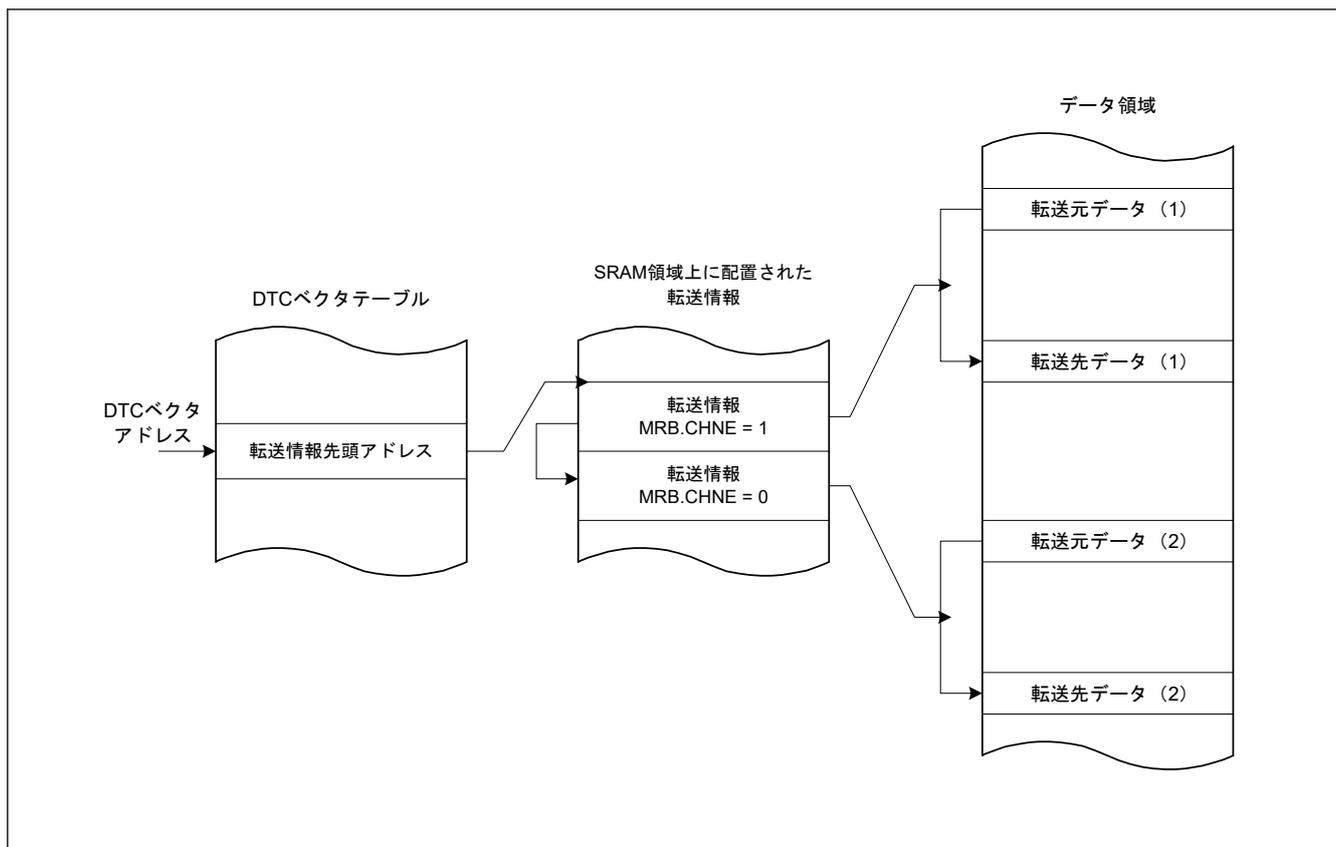 データ領域
転送元データ（1）
SRAM領域上に配置された
転送情報
DTCベクタテーブル
転送先データ（1）
DTCベクタ
アドレス
転送情報先頭アドレス
転送情報
MRB.CHNE = 1
転送情報
MRB.CHNE = 0
転送元データ（2）
転送先データ（2）